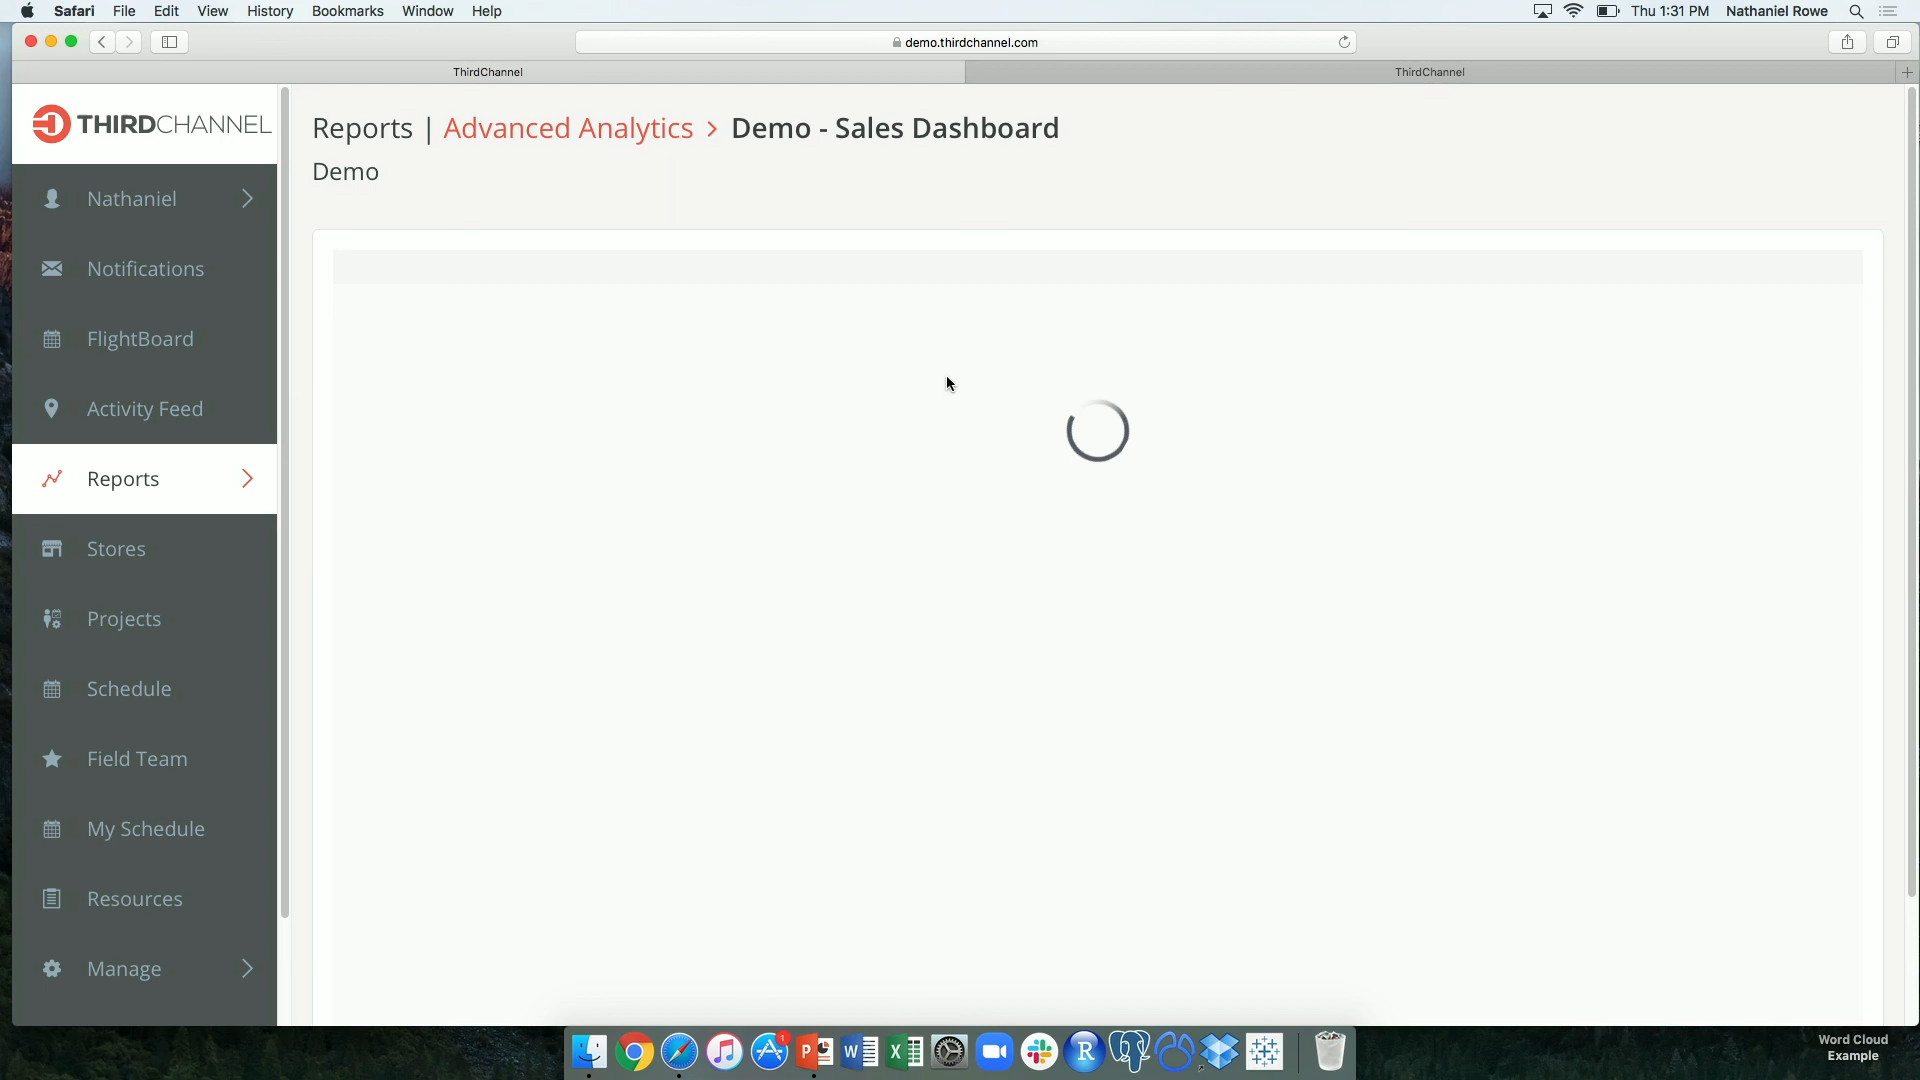 Safari File Edit View History Bookmarks Window Help
Thu 1:31 PM Nathaniel Rowe
demo.thirdchannel.com
ThirdChannel
ThirdChannel
THIRDCHANNEL
Reports | Advanced Analytics > Demo - Sales Dashboard
Demo
Nathaniel
Notifications
FlightBoard
Activity Feed
Reports
Stores
Projects
Schedule
Field Team
My Schedule
Resources
Manage
Word Cloud
Example